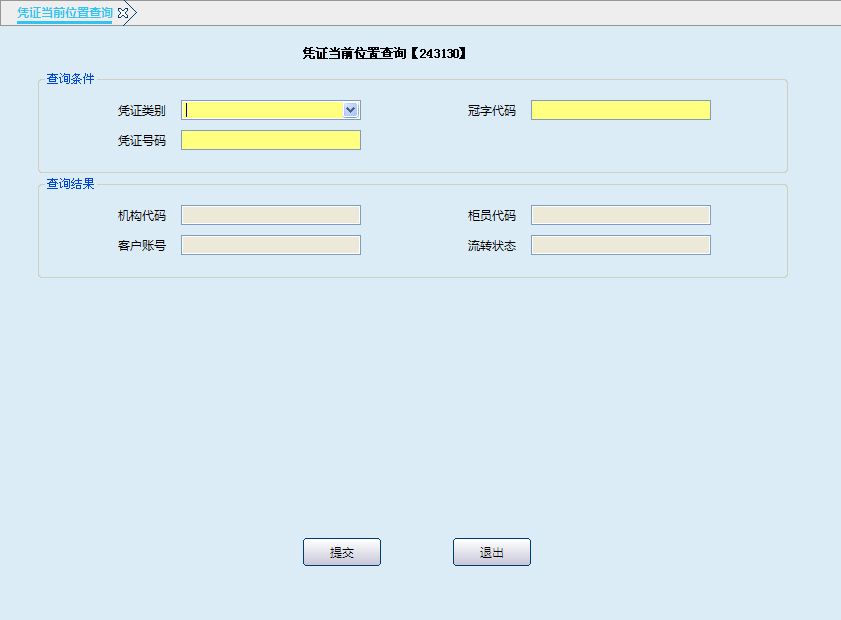 凭证当前位置查询
凭证当前位置查询【243130】
查询条件
凭证类别 冠字代码
凭证号码
查询结果
机构代码 柜员代码
客户账号 流转状态
提交 退出